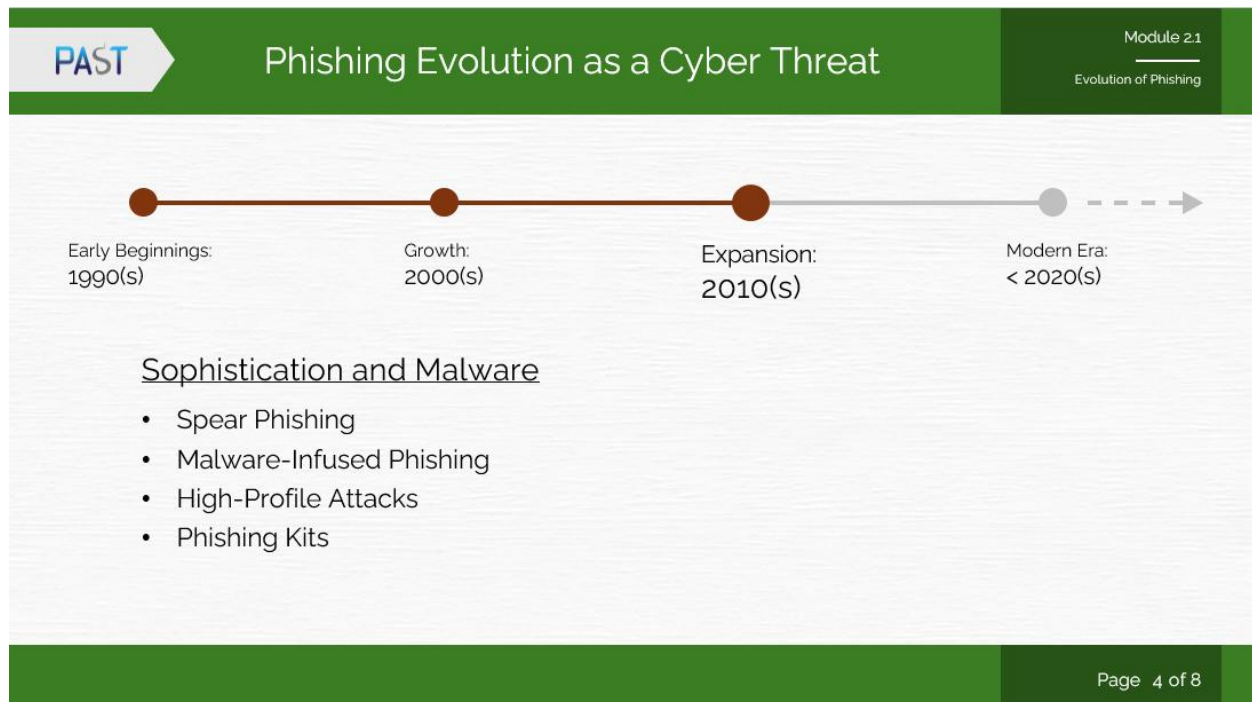 PAST
Phishing Evolution as a Cyber Threat
Module 2.1
Evolution of Phishing
Early Beginnings:
1990(s)
Growth:
2000(s)
Expansion:
2010(s)
Modern Era:
< 2020(s)
Sophistication and Malware
• Spear Phishing
• Malware-Infused Phishing
• High-Profile Attacks
• Phishing Kits
Page 4 of 8